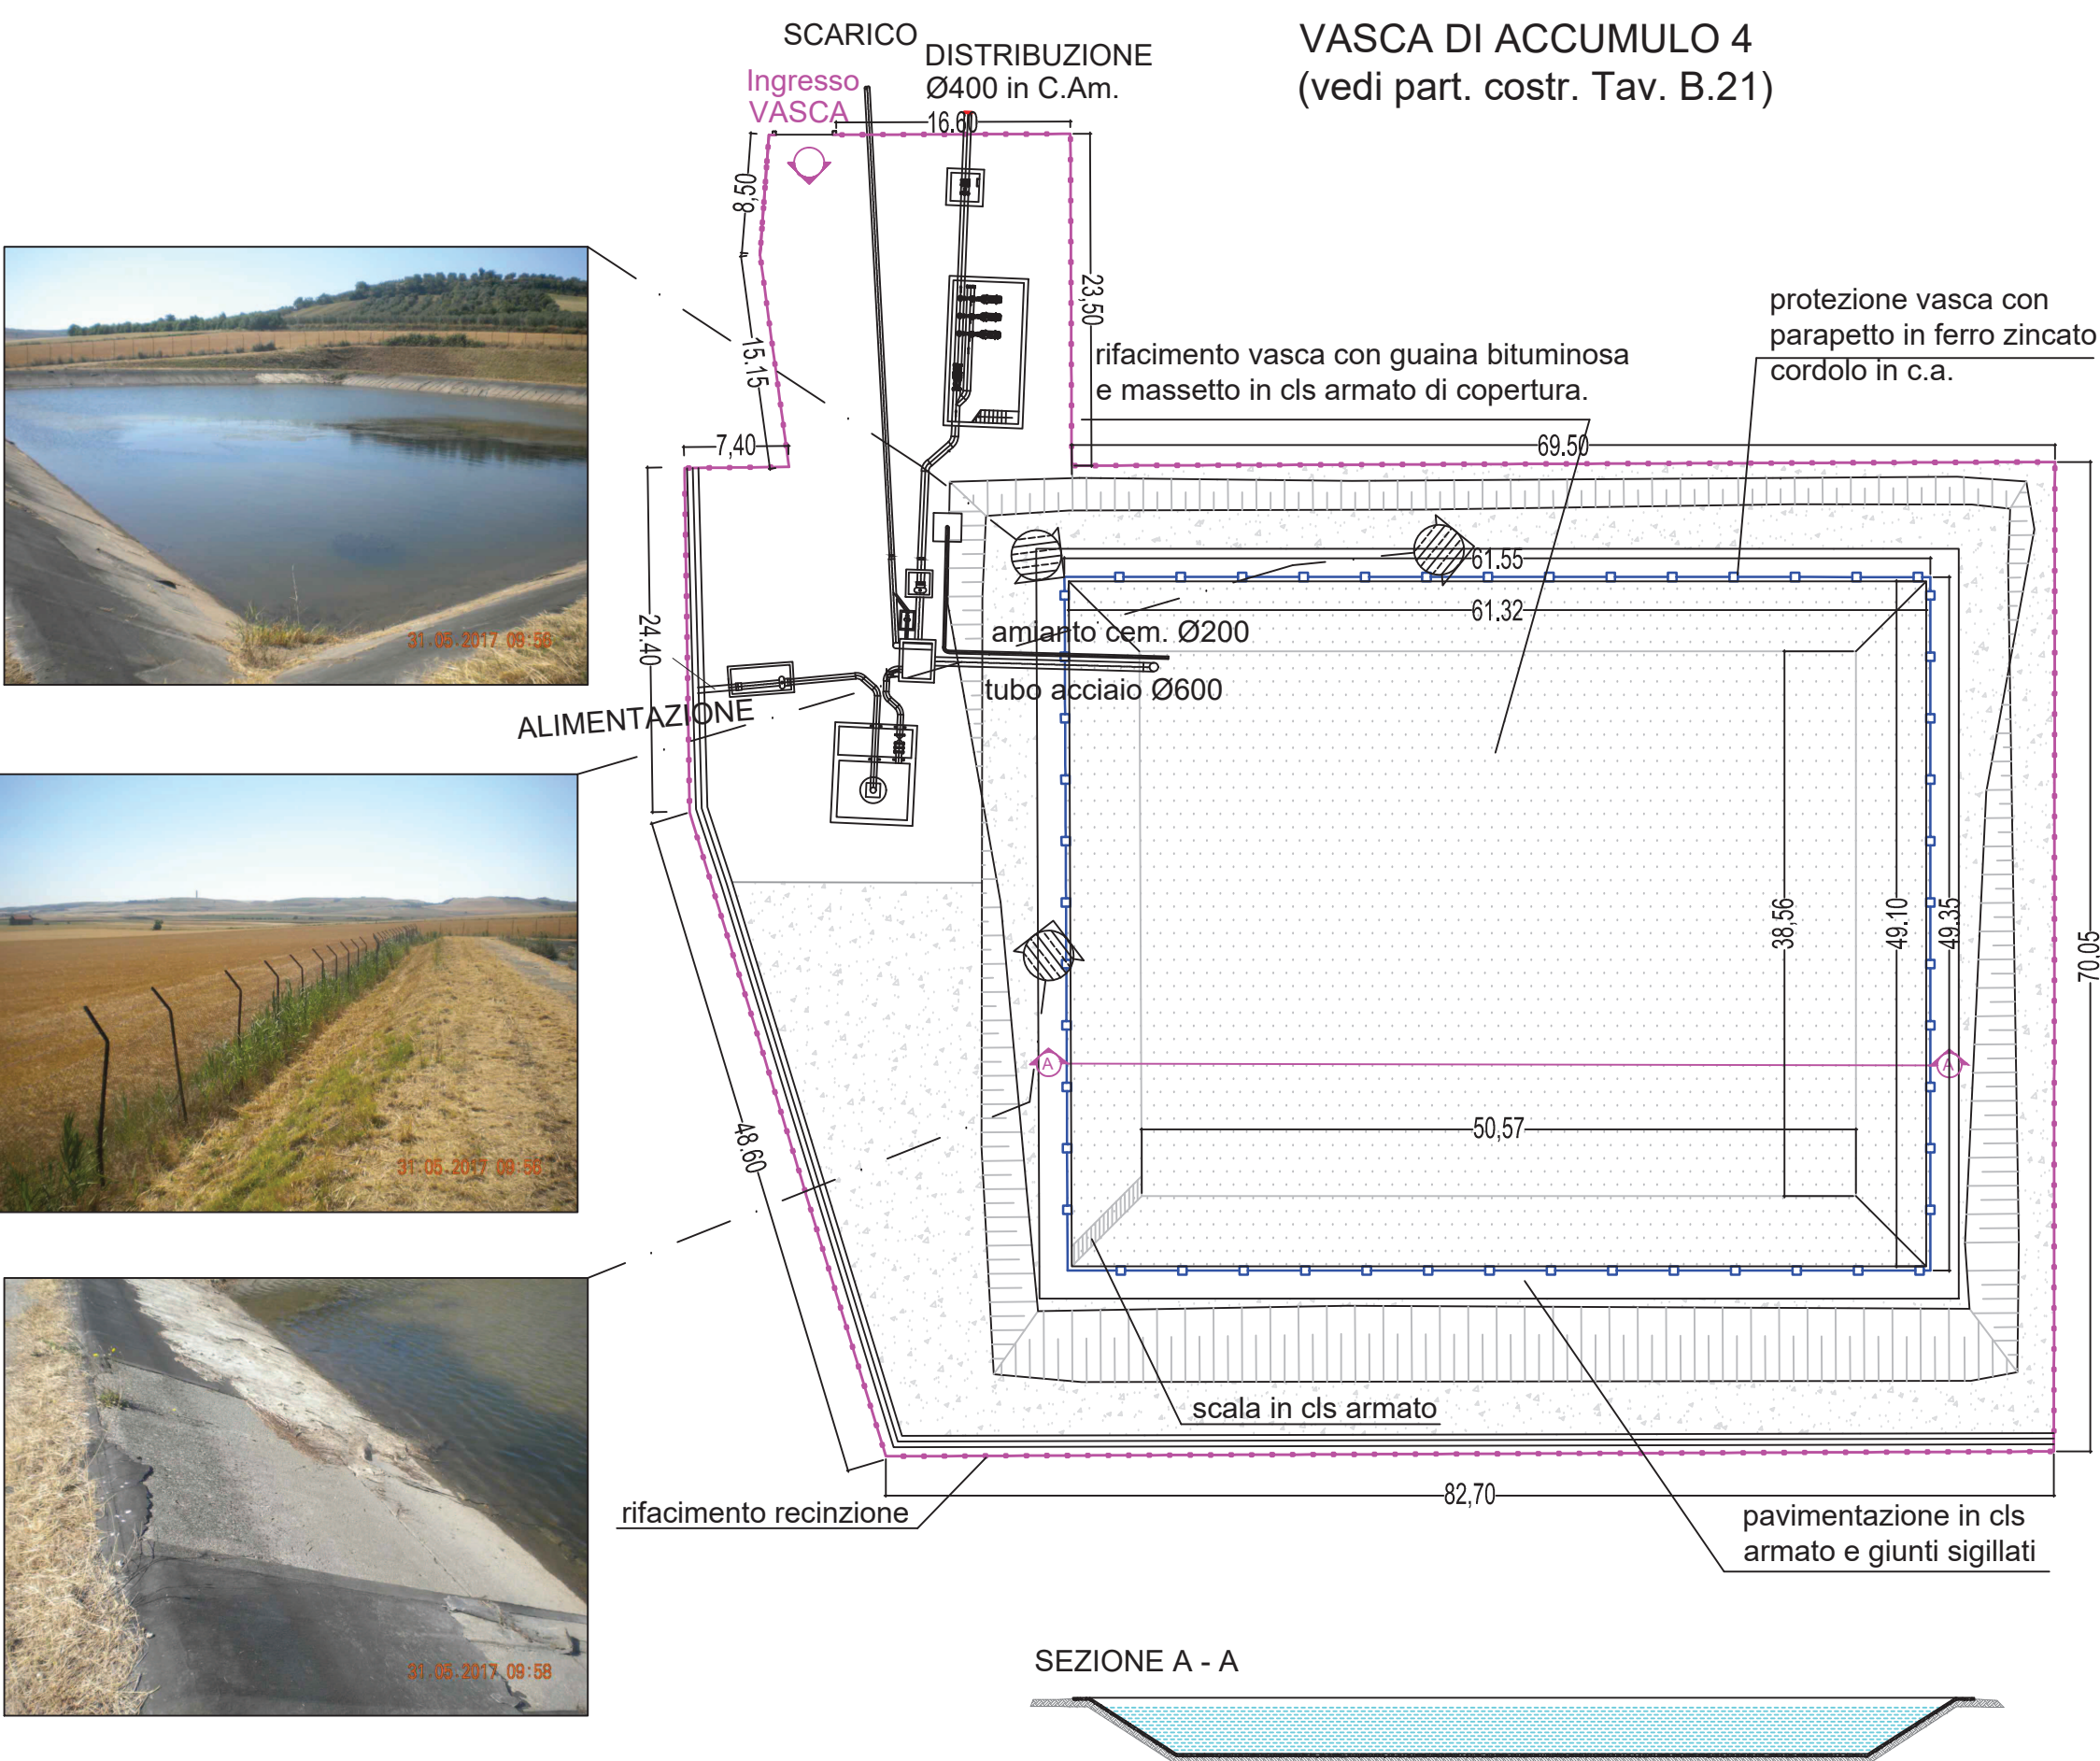 SCARICO
DISTRIBUZIONE
Ø400 in C.Am.
VASCA DI ACCUMULO 4
(vedi part. costr. Tav. B.21)
Ingresso
VASCA
16.60
8,50
23,50
15.15
7,40
69.50
rifacimento vasca con guaina bituminosa
e massetto in cls armato di copertura.
protezione vasca con
parapetto in ferro zincato
cordolo in c.a.
61.55
61.32
24.40
amianto cem. Ø200
tubo acciaio Ø600
ALIMENTAZIONE
38,56
49.10
49.35
70,05
A
A
50,57
48.60
scala in cls armato
82,70
rifacimento recinzione
pavimentazione in cls
armato e giunti sigillati
SEZIONE A - A
31.05.2017 09:58
31.05.2017 09:56
31.05.2017 09:58